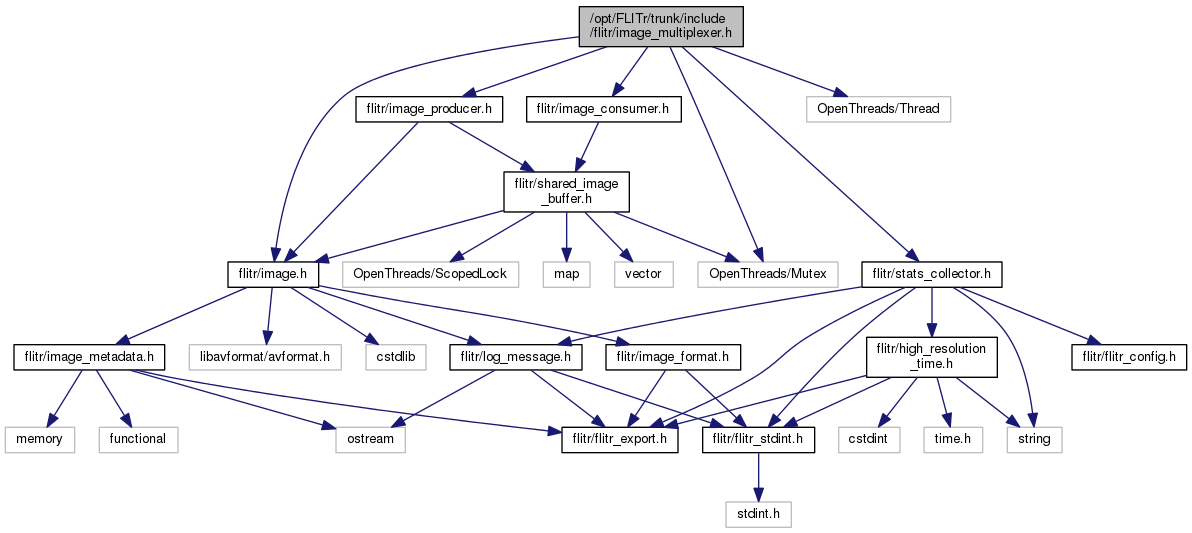 /opt/FLITr/trunk/include
/flitr/image_multiplexer.h
flitr/image_producer.h
flitr/image_consumer.h
OpenThreads/Thread
flitr/shared_image
_buffer.h
flitr/image.h
OpenThreads/ScopedLock
map
vector
OpenThreads/Mutex
flitr/stats_collector.h
flitr/image_metadata.h
libavformat/avformat.h
cstdlib
flitr/log_message.h
flitr/image_format.h
flitr/high_resolution
_time.h
flitr/flitr_config.h
memory
functional
ostream
flitr/flitr_export.h
flitr/flitr_stdint.h
cstdint
time.h
string
stdint.h